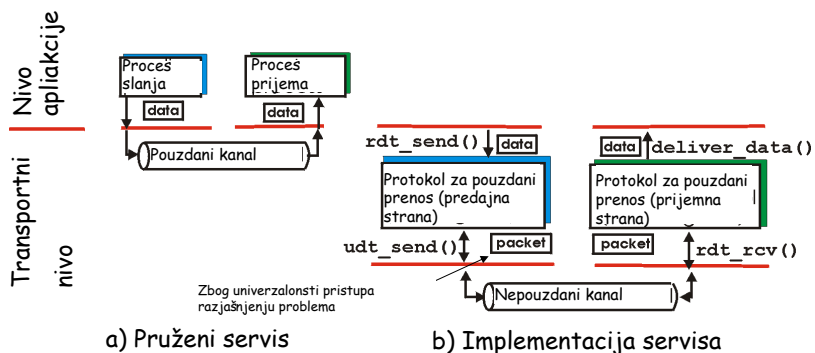 Nivo
apliakcije
Transportni
nivo
Proces
slanja
Proces
prijema
data
data
Pouzdani kanal
rdt_send()
data
data
deliver_data()
Protokol za pouzdani
prenos (predajna
strana)
Protokol za pouzdani
prenos (prijemna
strana)
udt_send()
packet
packet
rdt_rcv()
Zbog univerzalonsti pristupa
razjašnjenju problema
Nepouzdani kanal
a) Pruženi servis
b) Implementacija servisa